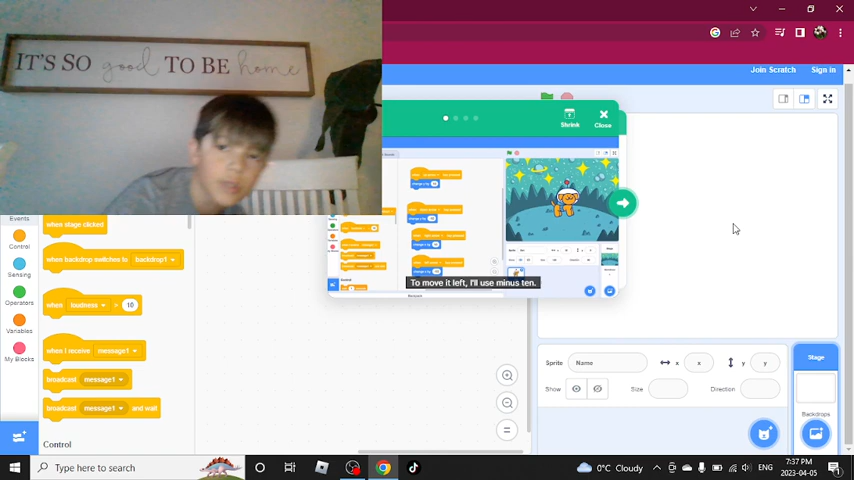 IT'S SO good TO BE home
Join Scratch Sign in
Shrink Close
To move it left, I'll use minus ten.
Events
Control
Sensing
Operators
Variables
My Blocks
when stage clicked
when backdrop switches to backdrop1
when loudness > 10
when I receive message1
broadcast message1
broadcast message1 and wait
Control
Sprite Name x x y y
Show Size Direction
Stage
Backdrops
Type here to search
0°C Cloudy ENG 7:37 PM
2023-04-05